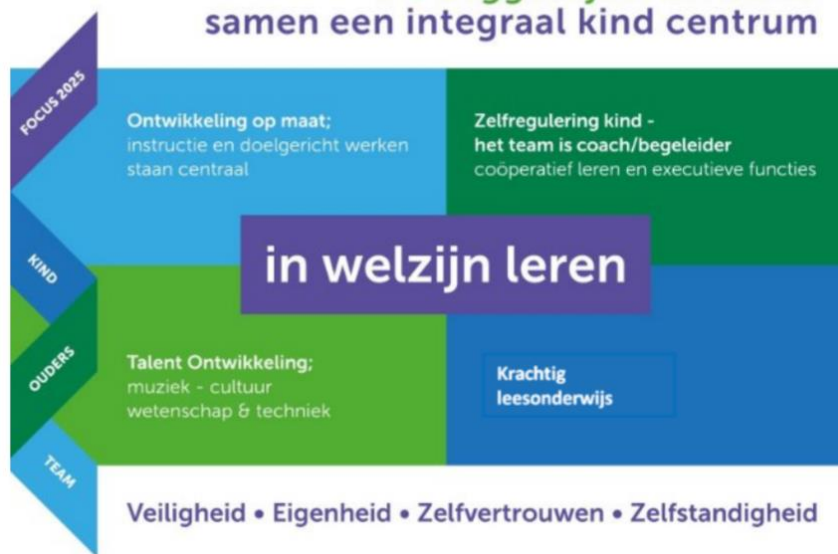 samen een integraal kind centrum
FOCUS 2025
Ontwikkeling op maat;
instructie en doelgericht werken
staan centraal
Zelfregulering kind -
het team is coach/begeleider
coöperatief leren en executieve functies
KIND
in welzijn leren
OUDERS
Talent Ontwikkeling;
muziek - cultuur
wetenschap & techniek
Krachtig
leesonderwijs
TEAM
Veiligheid • Eigenheid • Zelfvertrouwen • Zelfstandigheid